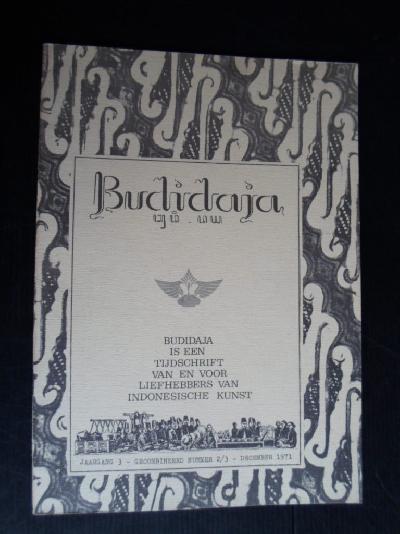 Budidaja
BUDIDAJA
IS EEN
TIJDSCHRIFT
VAN EN VOOR
LIEFHEBBERS VAN
INDONESISCHE KUNST
JAARGANG 3 - GECOMBINEERD NUMMER 2/3 - DECEMBER 1971